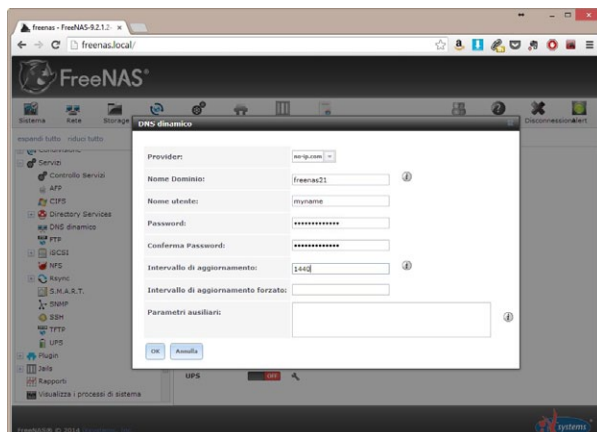 freenas - FreeNAS-9.2.1.2-
freenas.local/
FreeNAS®
Sistema Rete Storage Disconnessione Alert
DNS dinamico
espandi tutto riduci tutto
Servizi
Controllo Servizi
AFP
CIFS
Directory Services
DNS dinamico
FTP
iSCSI
NFS
Rsync
S.M.A.R.T.
SNMP
SSH
TFTP
UPS
Plugin
Jails
Rapporti
Visualizza i processi di sistema
Provider: no-ip.com
Nome Dominio: freenas21
Nome utente: myname
Password: •••••••••••••
Conferma Password: •••••••••••••
Intervallo di aggiornamento: 1440
Intervallo di aggiornamento forzato:
Parametri ausiliari:
OK Annulla
UPS OFF
FreeNAS® © 2014
systems